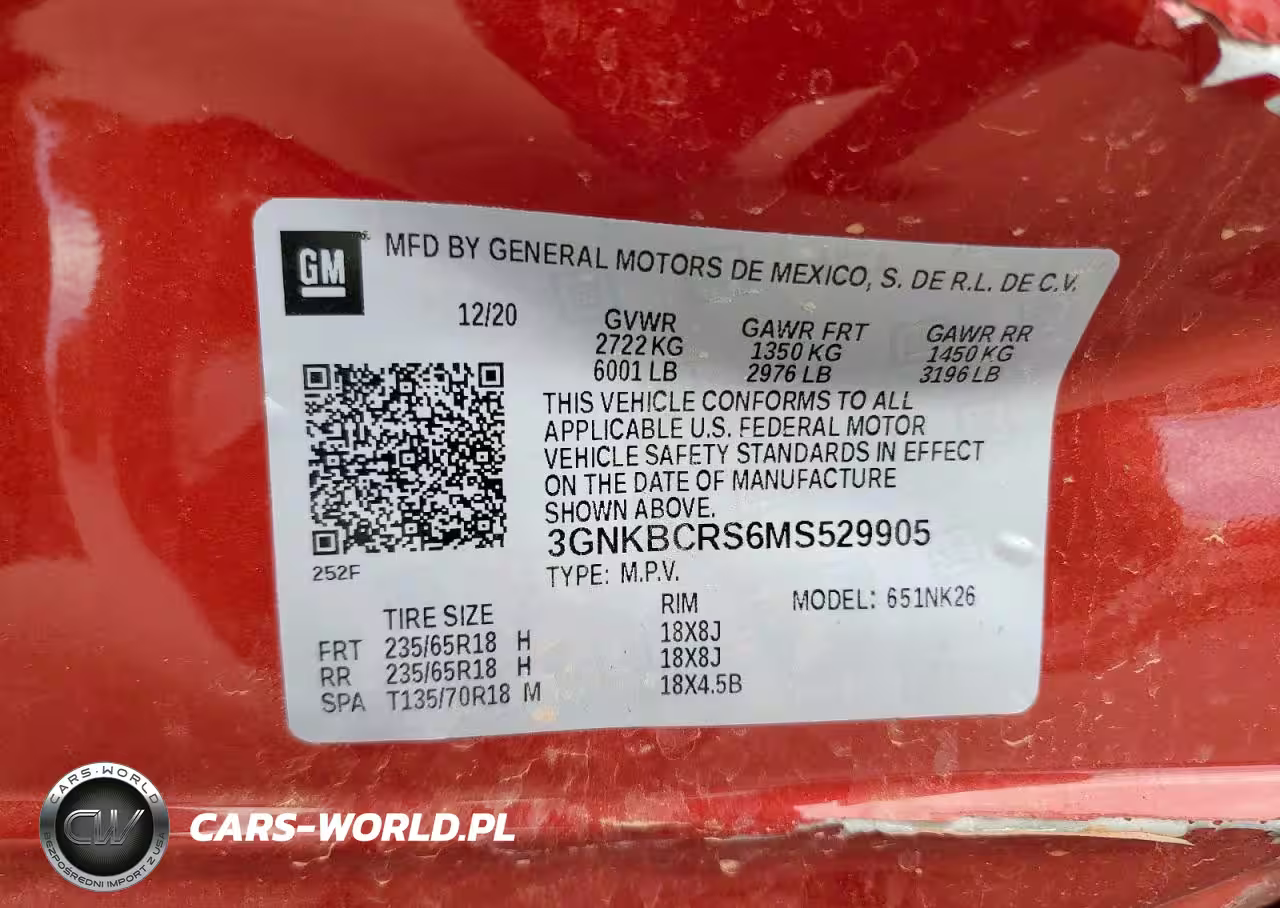 GM MFD BY GENERAL MOTORS DE MEXICO, S. DE R.L. DE C.V.
12/20 GVWR GAWR FRT GAWR RR
2722 KG 1350 KG 1450 KG
6001 LB 2976 LB 3196 LB
THIS VEHICLE CONFORMS TO ALL
APPLICABLE U.S. FEDERAL MOTOR
VEHICLE SAFETY STANDARDS IN EFFECT
ON THE DATE OF MANUFACTURE
SHOWN ABOVE.
3GNKBCRS6MS529905
252F TYPE: M.P.V.
TIRE SIZE RIM MODEL: 651NK26
FRT 235/65R18 H 18X8J
RR 235/65R18 H 18X8J
SPA T135/70R18 M 18X4.5B
CARS-WORLD
CW
BEZPOŚREDNI IMPORT Z USA
CARS-WORLD.PL